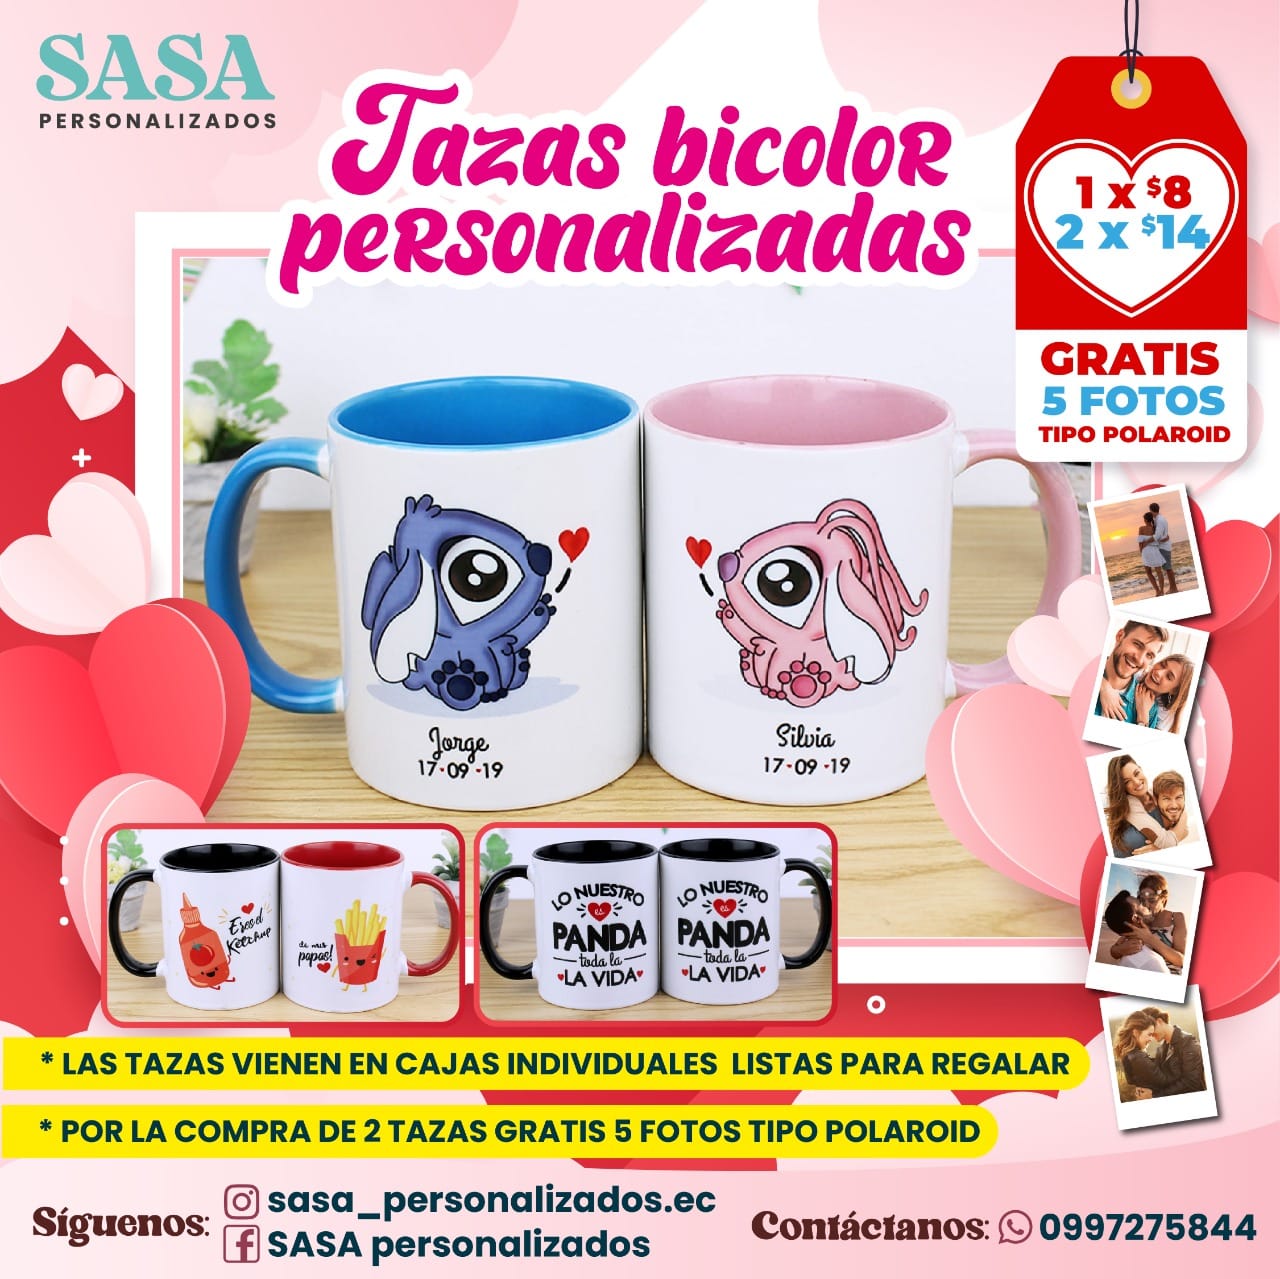 SASA
PERSONALIZADOS
Tazas bicolor
personalizadas
1 x $8
2 x $14
GRATIS
5 FOTOS
TIPO POLAROID
Jorge
17·09·19
Silvia
17·09·19
Eres el
Ketchup
de mis
papas!
LO NUESTRO
es
PANDA
toda la
LA VIDA
LO NUESTRO
es
PANDA
toda la
LA VIDA
* LAS TAZAS VIENEN EN CAJAS INDIVIDUALES LISTAS PARA REGALAR
* POR LA COMPRA DE 2 TAZAS GRATIS 5 FOTOS TIPO POLAROID
Síguenos:
sasa_personalizados.ec
SASA personalizados
Contáctanos: 0997275844